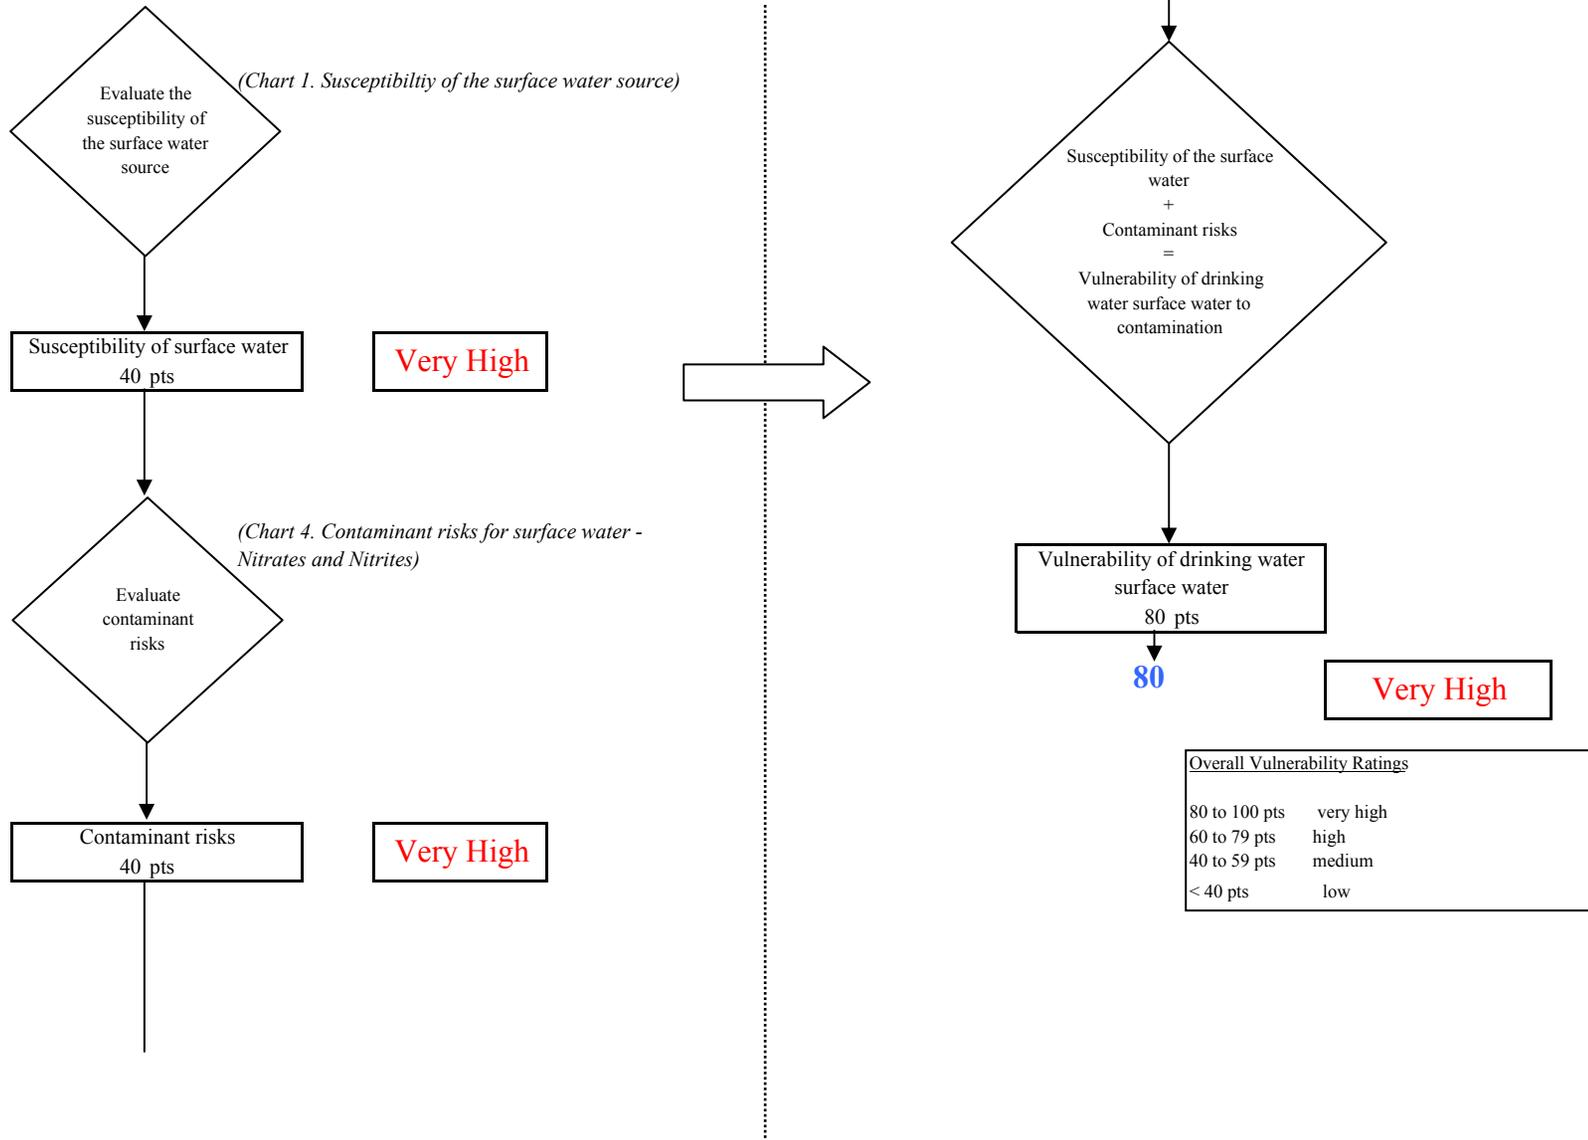 Evaluate the
susceptibility of
the surface water
source
(Chart 1. Susceptibiltiy of the surface water source)
Susceptibility of surface water
40 pts
Very High
(Chart 4. Contaminant risks for surface water -
Nitrates and Nitrites)
Evaluate
contaminant
risks
Contaminant risks
40 pts
Very High
Susceptibility of the surface
water
+
Contaminant risks
=
Vulnerability of drinking
water surface water to
contamination
Vulnerability of drinking water
surface water
80 pts
80
Very High
Overall Vulnerability Ratings
80 to 100 pts very high
60 to 79 pts high
40 to 59 pts medium
< 40 pts low